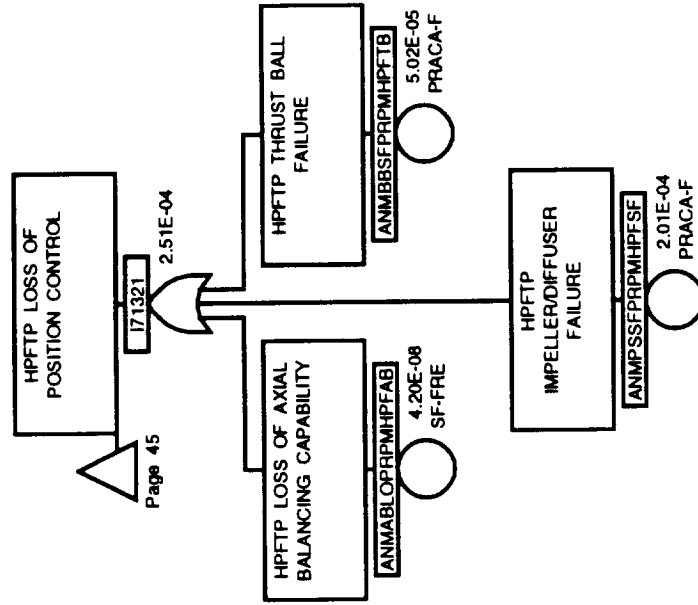 HPFTP LOSS OF
POSITION CONTROL
I71321
2.51E-04
Page 45
HPFTP LOSS OF AXIAL
BALANCING CAPABILITY
ANMABLOPRPMHPFAB
4.20E-08
SF-FRE
HPFTP THRUST BALL
FAILURE
ANMBBSFPRPMHPFTB
5.02E-05
PRACA-F
HPFTP
IMPELLER/DIFFUSER
FAILURE
ANMPSSFPRPMHPFSF
2.01E-04
PRACA-F